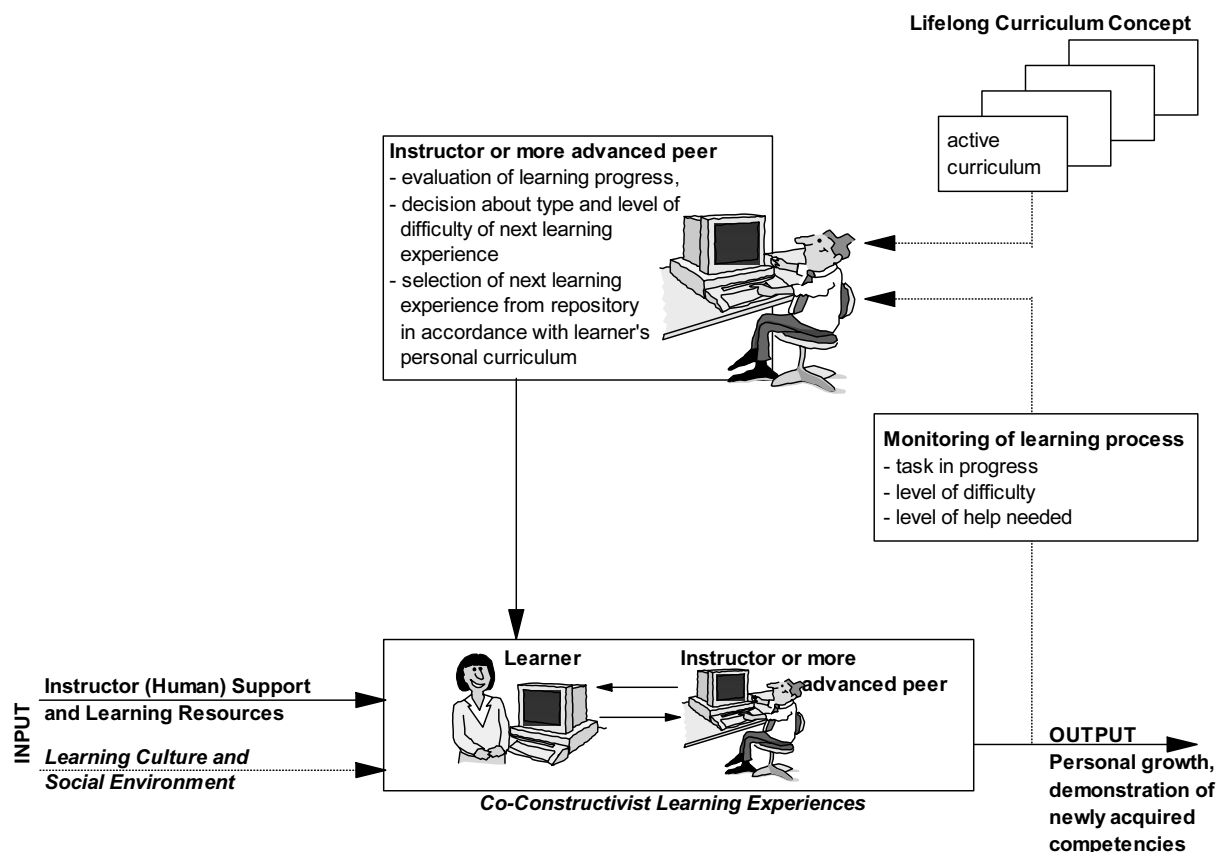 Lifelong Curriculum Concept
active
curriculum
Instructor or more advanced peer
- evaluation of learning progress,
- decision about type and level of
difficulty of next learning
experience
- selection of next learning
experience from repository
in accordance with learner's
personal curriculum
Monitoring of learning process
- task in progress
- level of difficulty
- level of help needed
INPUT
Instructor (Human) Support
and Learning Resources
Learning Culture and
Social Environment
Learner
Instructor or more
advanced peer
Co-Constructivist Learning Experiences
OUTPUT
Personal growth,
demonstration of
newly acquired
competencies